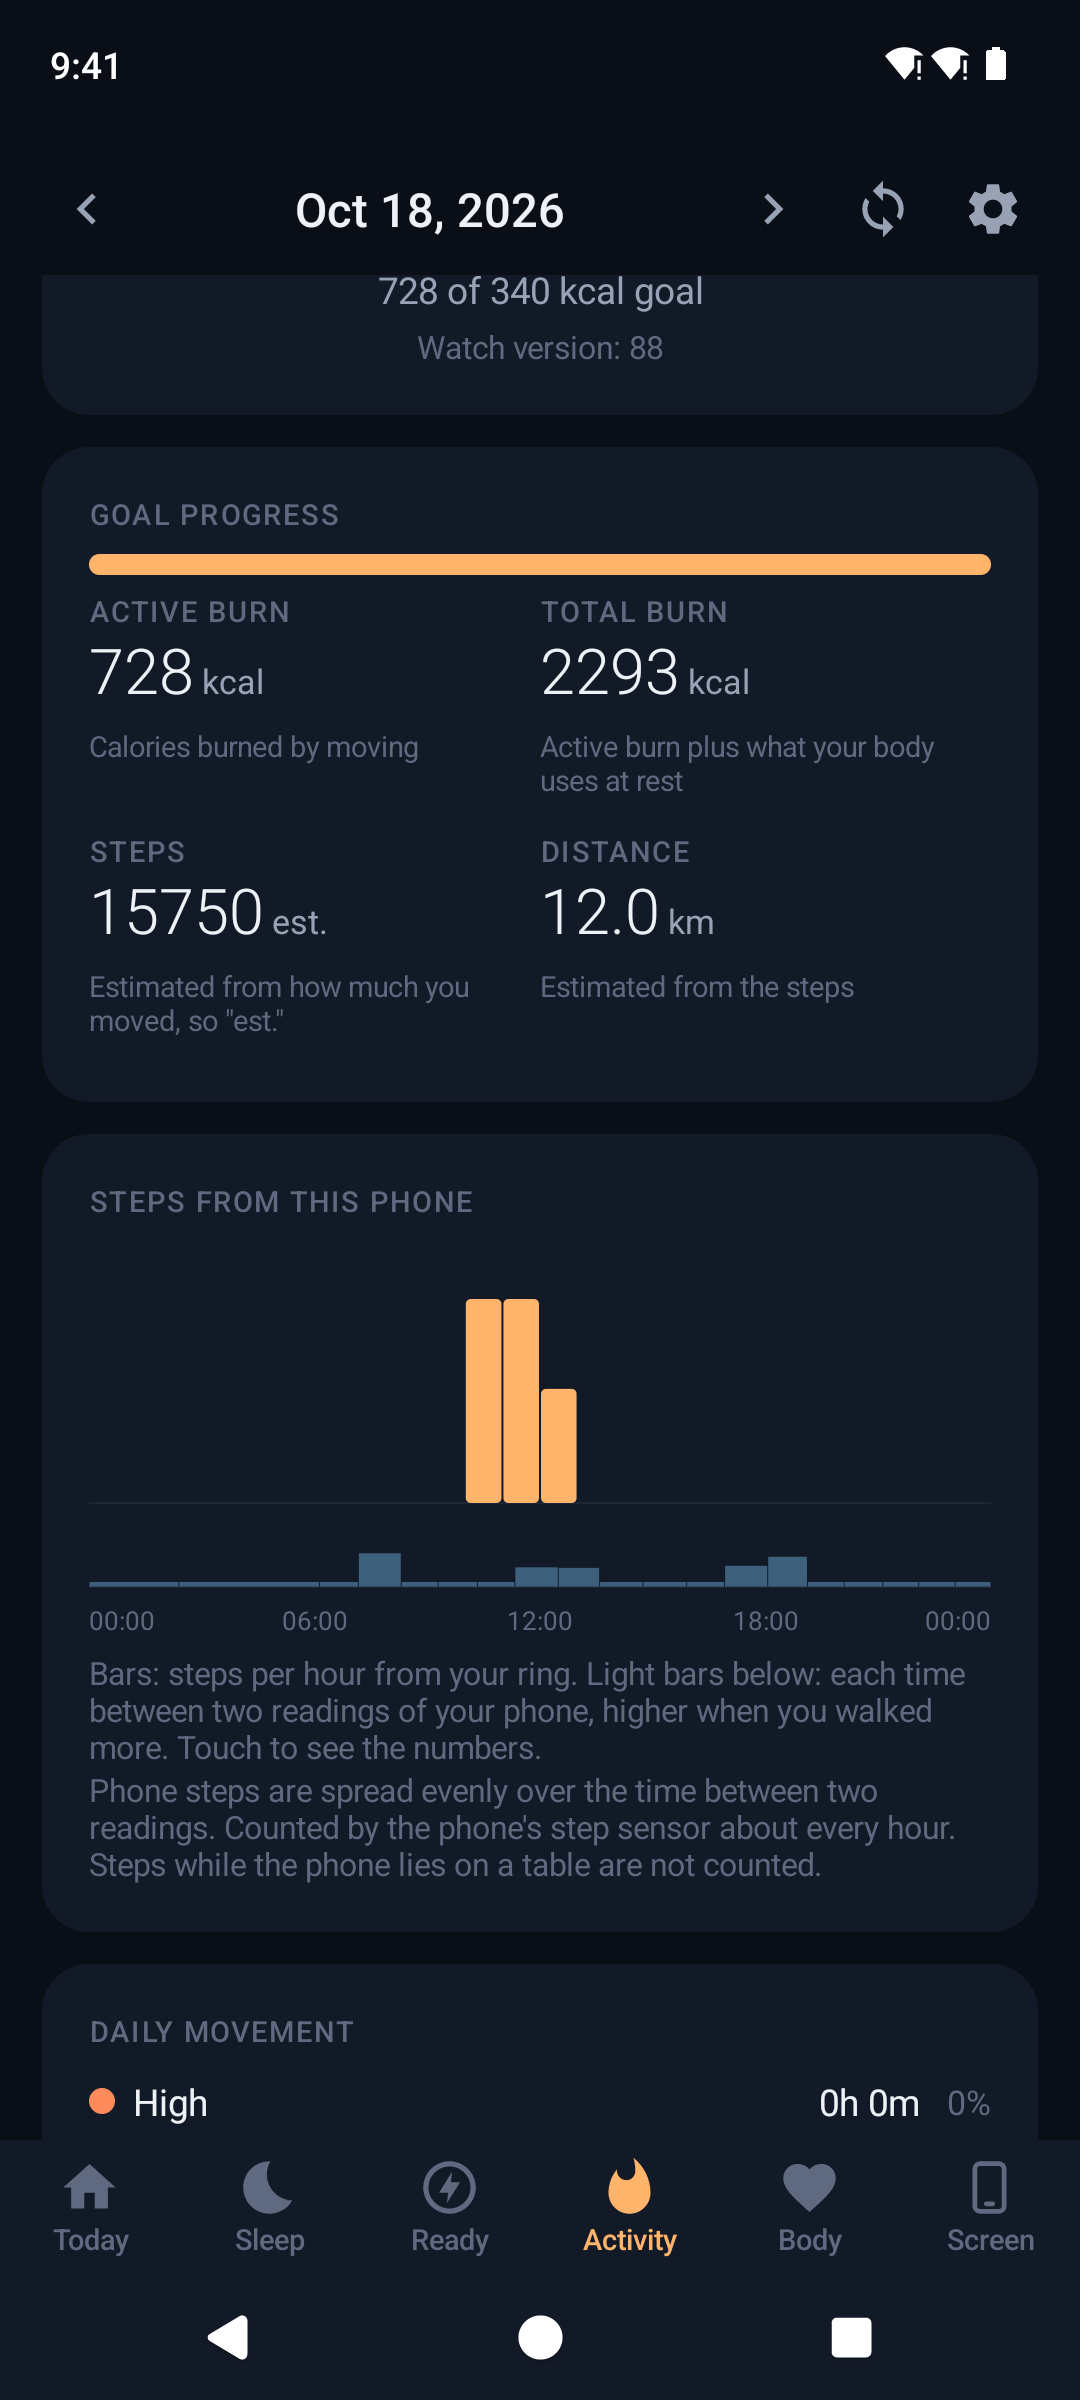 9:41
Oct 18, 2026
728 of 340 kcal goal
Watch version: 88
GOAL PROGRESS
ACTIVE BURN
728 kcal
Calories burned by moving
TOTAL BURN
2293 kcal
Active burn plus what your body
uses at rest
STEPS
15750 est.
Estimated from how much you
moved, so "est."
DISTANCE
12.0 km
Estimated from the steps
STEPS FROM THIS PHONE
00:00 06:00 12:00 18:00 00:00
Bars: steps per hour from your ring. Light bars below: each time
between two readings of your phone, higher when you walked
more. Touch to see the numbers.
Phone steps are spread evenly over the time between two
readings. Counted by the phone's step sensor about every hour.
Steps while the phone lies on a table are not counted.
DAILY MOVEMENT
High 0h 0m 0%
Today Sleep Ready Activity Body Screen